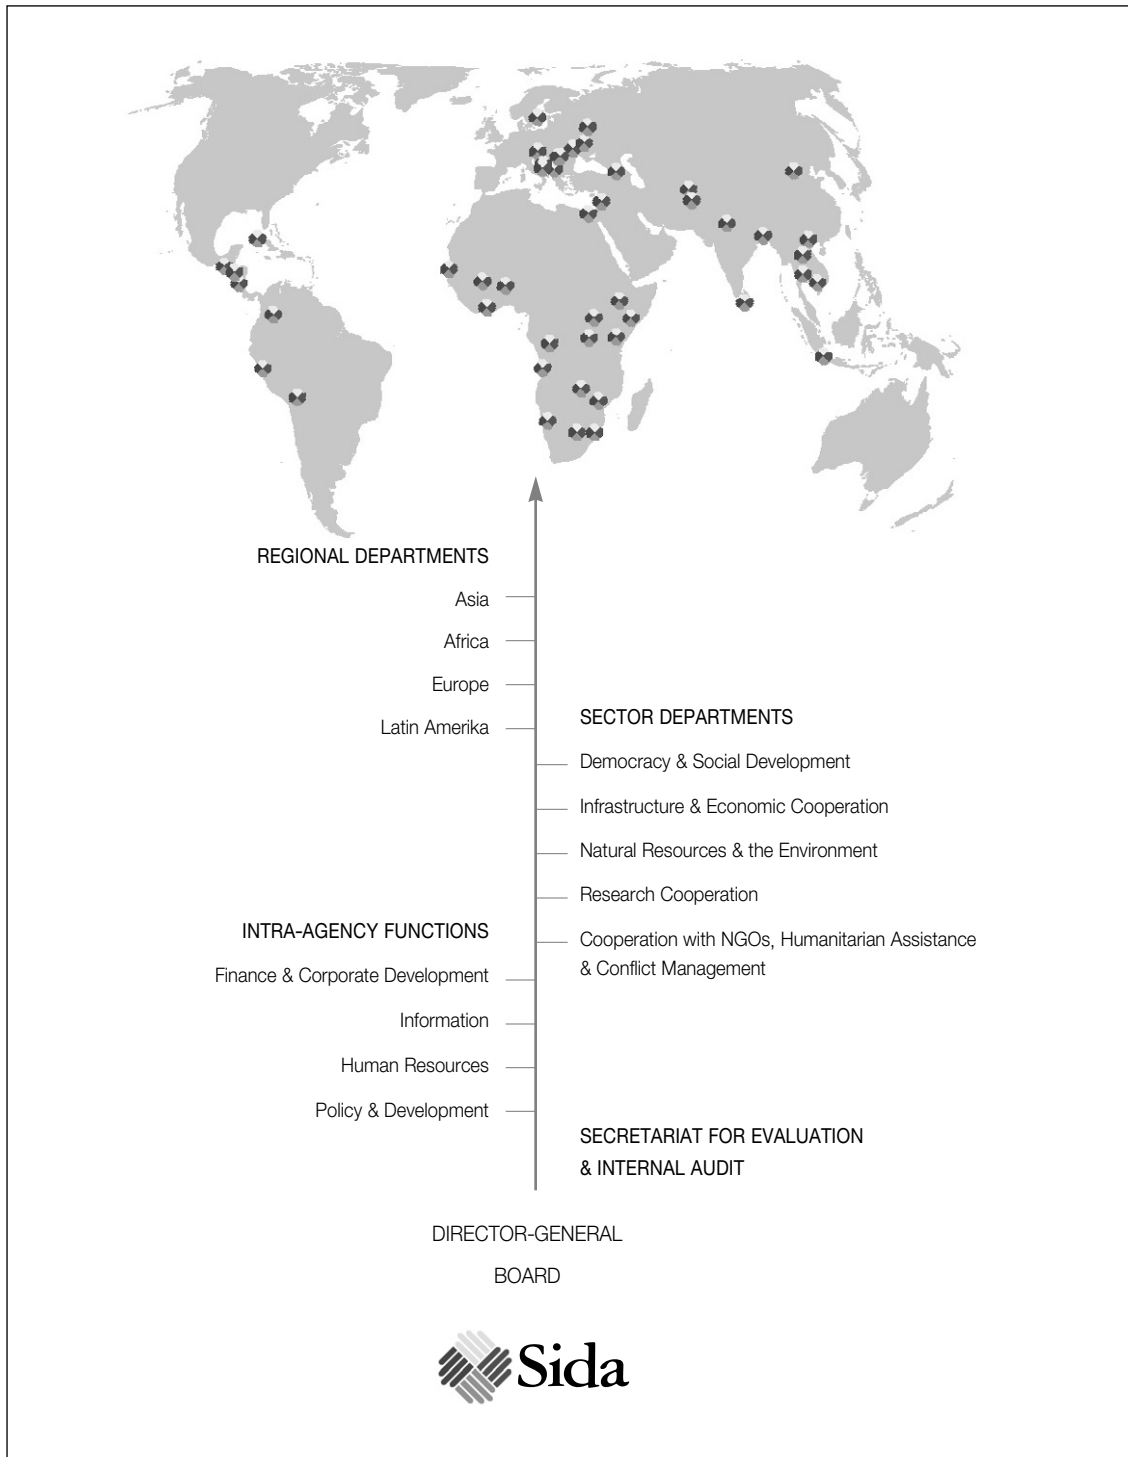 REGIONAL DEPARTMENTS
Asia
Africa
Europe
Latin Amerika
SECTOR DEPARTMENTS
Democracy & Social Development
Infrastructure & Economic Cooperation
Natural Resources & the Environment
Research Cooperation
Cooperation with NGOs, Humanitarian Assistance
& Conflict Management
INTRA-AGENCY FUNCTIONS
Finance & Corporate Development
Information
Human Resources
Policy & Development
SECRETARIAT FOR EVALUATION
& INTERNAL AUDIT
DIRECTOR-GENERAL
BOARD
Sida